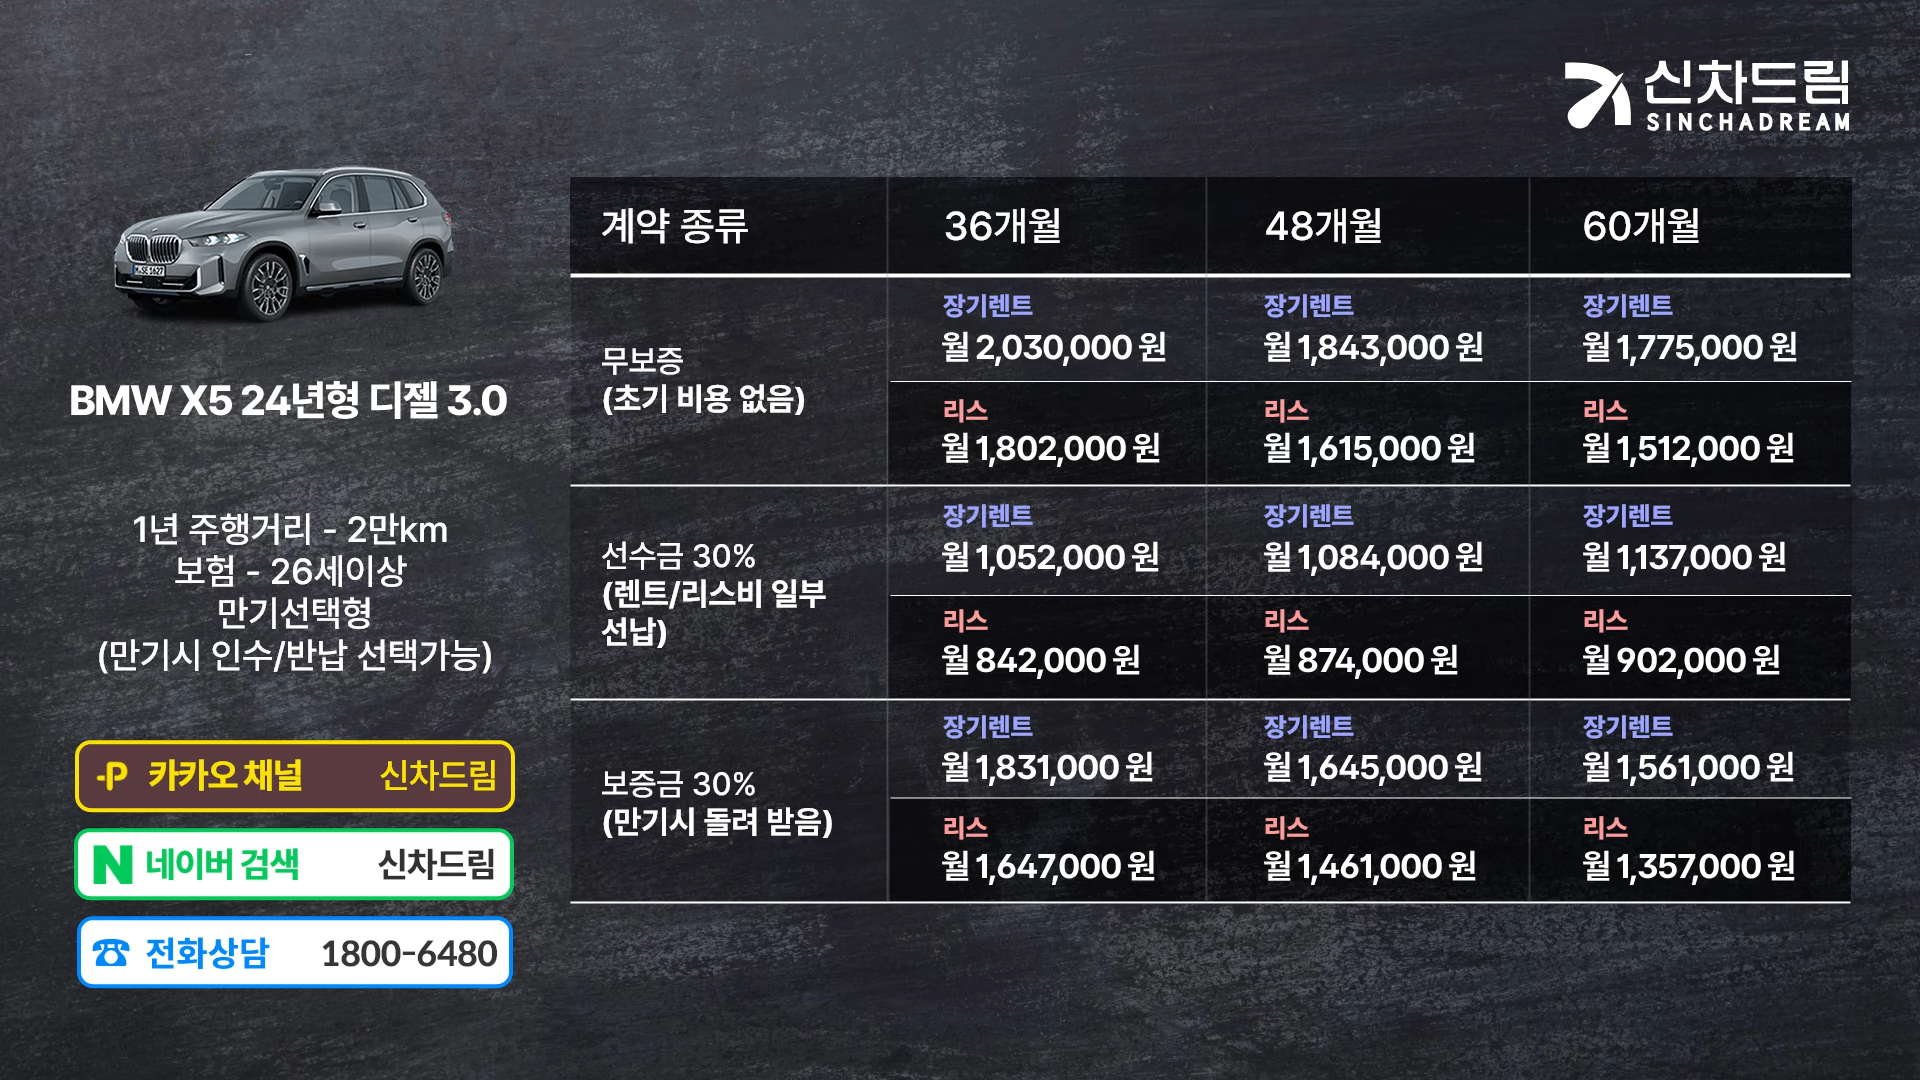 신차드림
SINCHADREAM
BMW X5 24년형 디젤 3.0
1년 주행거리 - 2만km
보험 - 26세이상
만기선택형
(만기시 인수/반납 선택가능)
카카오 채널 신차드림
N 네이버 검색 신차드림
전화상담 1800-6480
계약 종류 36개월 48개월 60개월
무보증
(초기 비용 없음)
장기렌트 장기렌트 장기렌트
월 2,030,000 원 월 1,843,000 원 월 1,775,000 원
리스 리스 리스
월 1,802,000 원 월 1,615,000 원 월 1,512,000 원
선수금 30%
(렌트/리스비 일부
선납)
장기렌트 장기렌트 장기렌트
월 1,052,000 원 월 1,084,000 원 월 1,137,000 원
리스 리스 리스
월 842,000 원 월 874,000 원 월 902,000 원
보증금 30%
(만기시 돌려 받음)
장기렌트 장기렌트 장기렌트
월 1,831,000 원 월 1,645,000 원 월 1,561,000 원
리스 리스 리스
월 1,647,000 원 월 1,461,000 원 월 1,357,000 원